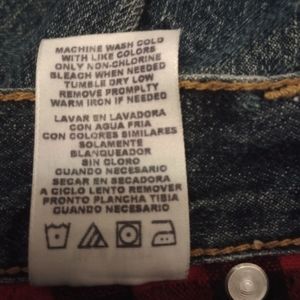 MACHINE WASH COLD
WITH LIKE COLORS
ONLY NON-CHLORINE
BLEACH WHEN NEEDED
TUMBLE DRY LOW
REMOVE PROMPTLY
WARM IRON IF NEEDED
LAVAR EN LAVADORA
CON AGUA FRIA
CON COLORES SIMILARES
SOLAMENTE
BLANQUEADOR
SIN CLORO
CUANDO NECESARIO
SECAR EN SECADORA
A CICLO LENTO REMOVER
PRONTO PLANCHA TIBIA
CUANDO NECESARIO